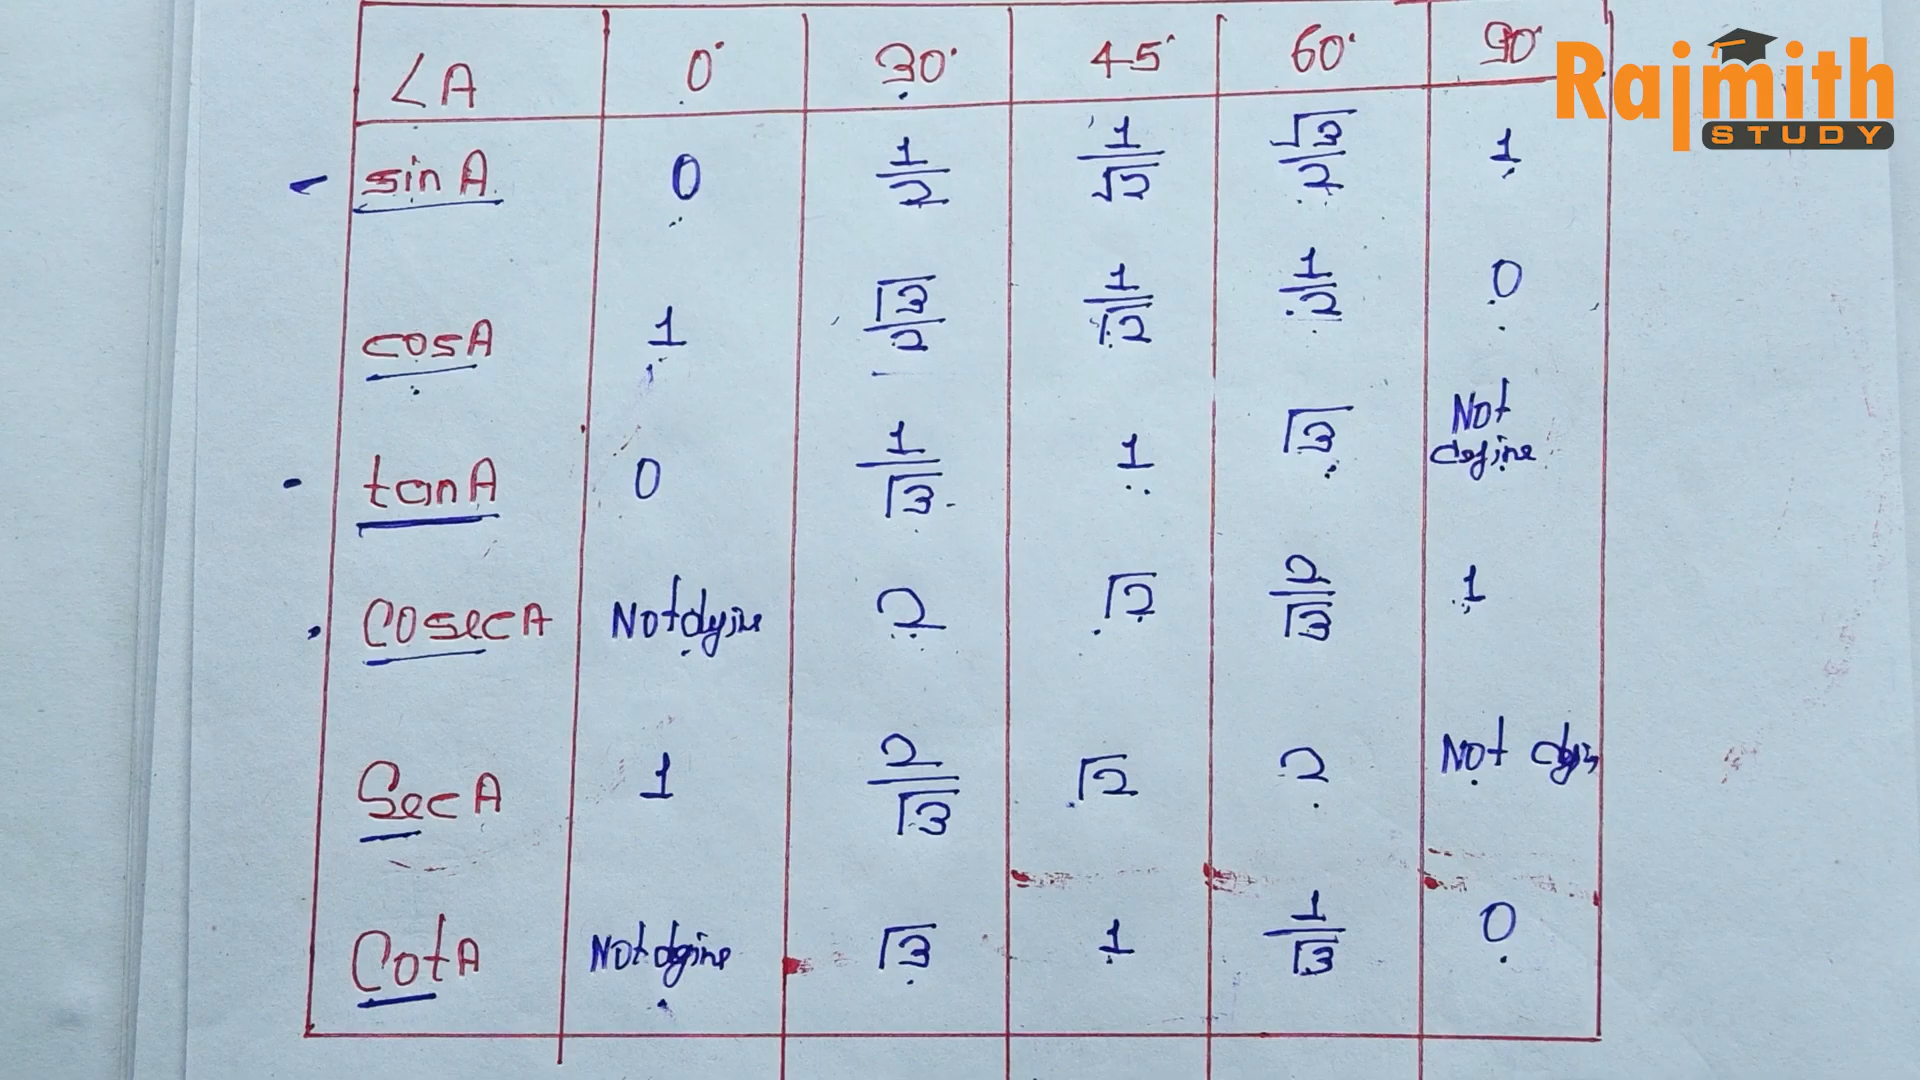 ∠A 0° 30° 45° 60° 90°
sin A 0 1/2 1/√2 √3/2 1
cos A 1 √3/2 1/√2 1/2 0
tan A 0 1/√3 1 √3 Not define
Cosec A Not define 2 √2 2/√3 1
Sec A 1 2/√3 √2 2 Not
Cot A Not define √3 1 1/√3 0
Rajmith
STUDY